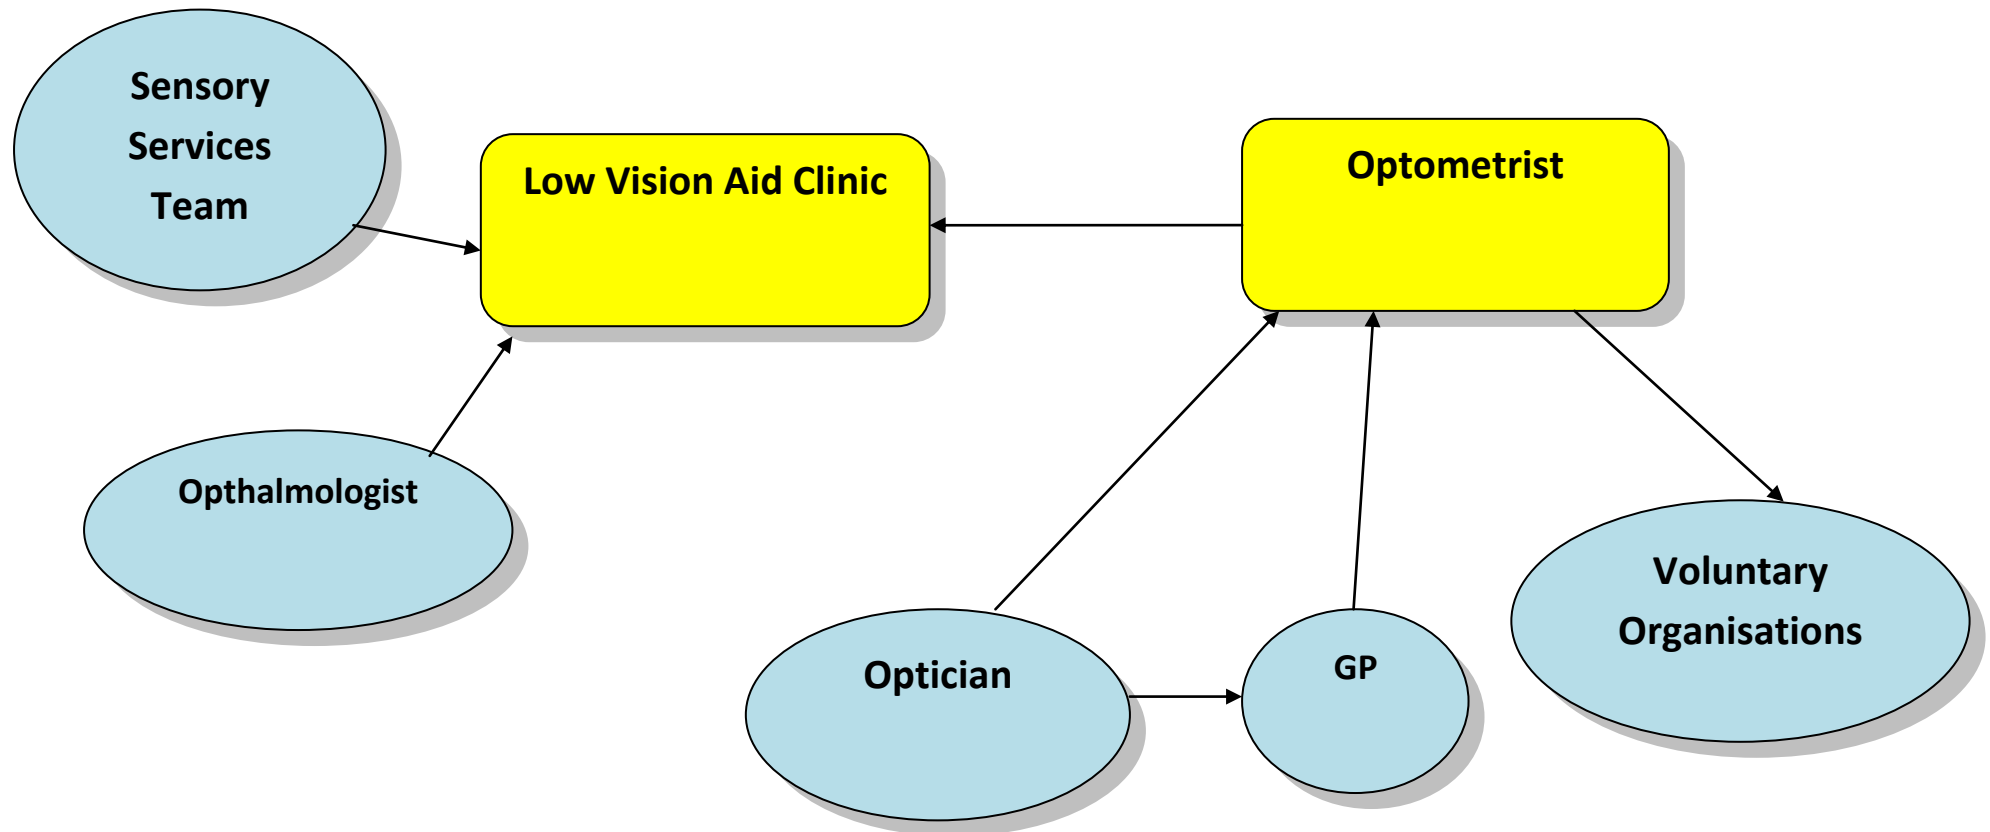 Sensory
Services
Team
Low Vision Aid Clinic
Optometrist
Opthalmologist
Optician
GP
Voluntary
Organisations